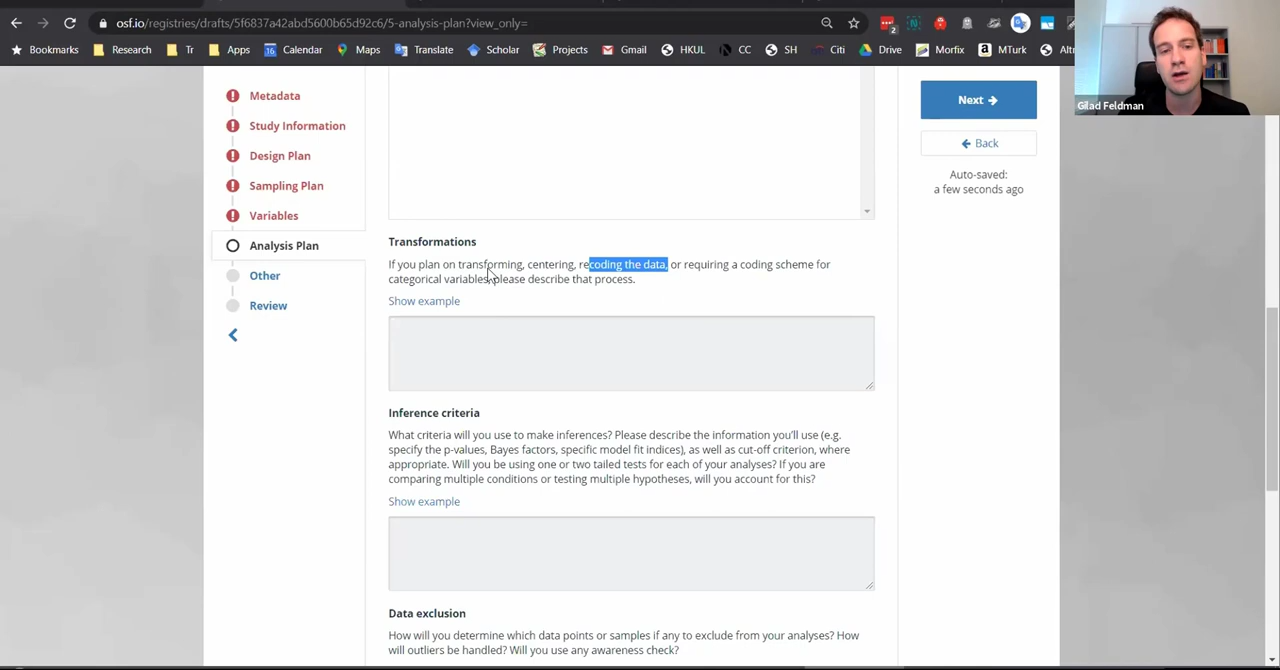 osf.io/registries/drafts/5f6837a42abd5600b65d92c6/5-analysis-plan?view_only=
2
Bookmarks Research Tr Apps 16 Calendar Maps Translate Scholar Projects Gmail HKUL CC SH Citi Drive Morfix a MTurk
Gilad Feldman
Metadata
Study Information
Design Plan
Sampling Plan
Variables
Analysis Plan
Other
Review
Transformations
If you plan on transforming, centering, recoding the data, or requiring a coding scheme for
categorical variables please describe that process.
Show example
Inference criteria
What criteria will you use to make inferences? Please describe the information you'll use (e.g.
specify the p-values, Bayes factors, specific model fit indices), as well as cut-off criterion, where
appropriate. Will you be using one or two tailed tests for each of your analyses? If you are
comparing multiple conditions or testing multiple hypotheses, will you account for this?
Show example
Data exclusion
How will you determine which data points or samples if any to exclude from your analyses? How
will outliers be handled? Will you use any awareness check?
Next
Back
Auto-saved:
a few seconds ago